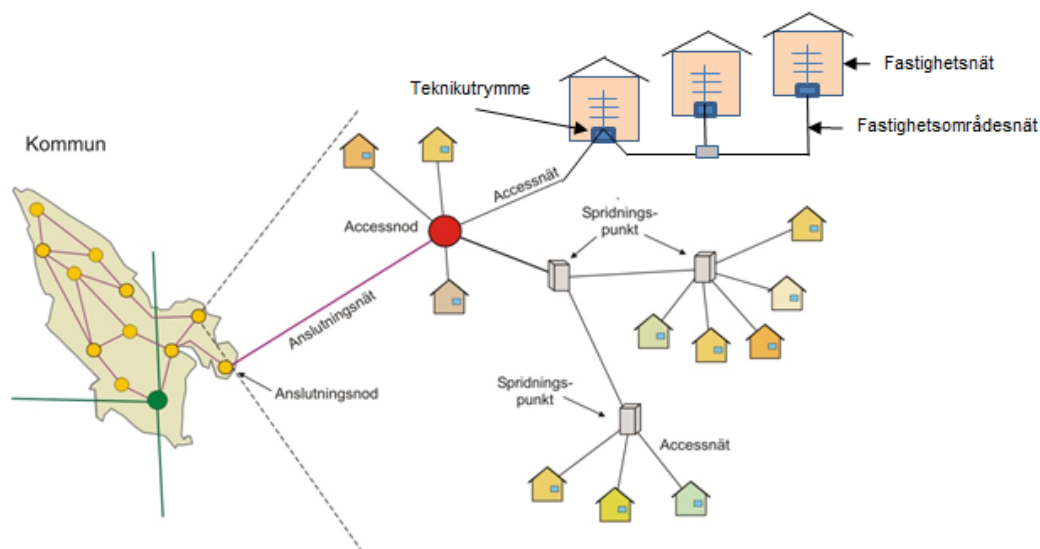 Fastighetsnät
Teknikutrymme
Fastighetsområdesnät
Kommun
Accessnät
Accessnod
Spridnings-
punkt
Anslutningsnät
Anslutningsnod
Spridnings-
punkt
Accessnät